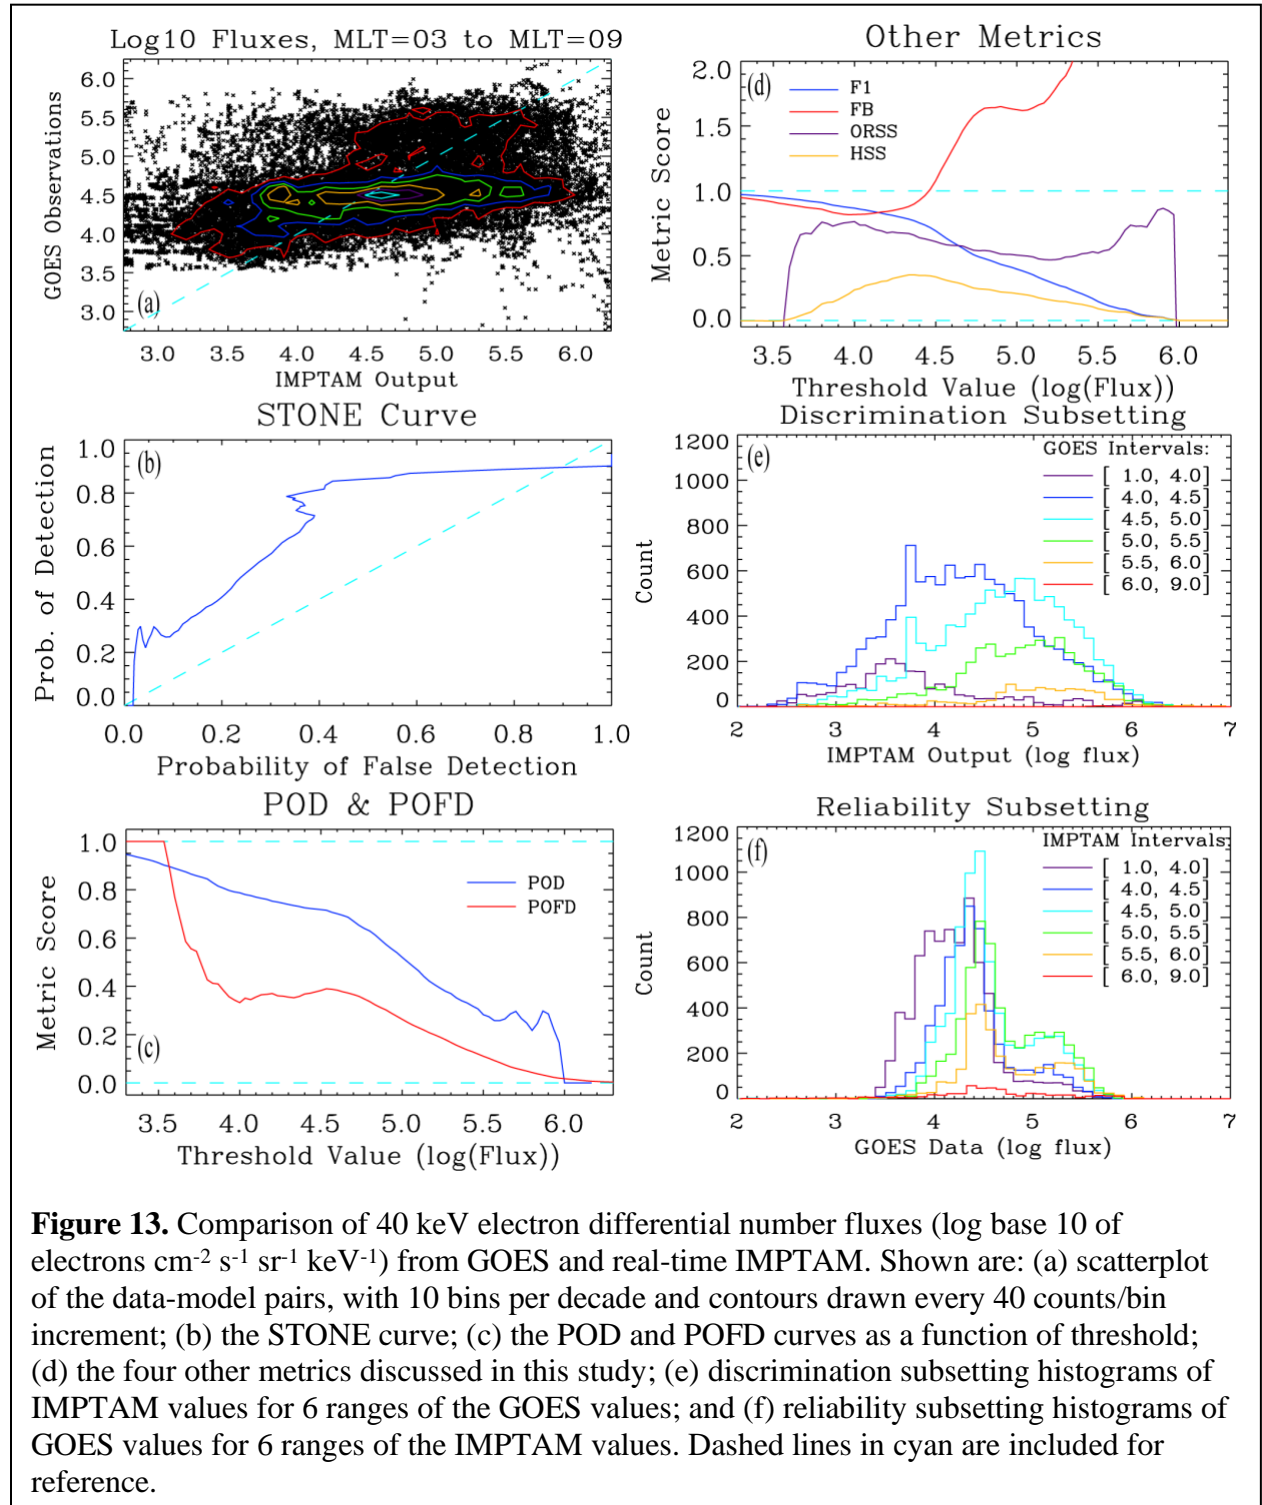 Log10 Fluxes, MLT=03 to MLT=09
6.0
5.5
5.0
4.5
4.0
3.5
3.0
GOES Observations
(a)
3.0 3.5 4.0 4.5 5.0 5.5 6.0
IMPTAM Output
Other Metrics
2.0
1.5
1.0
0.5
0.0
Metric Score
(d)
F1
FB
ORSS
HSS
3.5 4.0 4.5 5.0 5.5 6.0
Threshold Value (log(Flux))
STONE Curve
1.0
0.8
0.6
0.4
0.2
0.0
Prob. of Detection
(b)
0.0 0.2 0.4 0.6 0.8 1.0
Probability of False Detection
Discrimination Subsetting
1200
1000
800
600
400
200
0
Count
(e)
GOES Intervals:
[ 1.0, 4.0]
[ 4.0, 4.5]
[ 4.5, 5.0]
[ 5.0, 5.5]
[ 5.5, 6.0]
[ 6.0, 9.0]
2 3 4 5 6 7
IMPTAM Output (log flux)
POD & POFD
1.0
0.8
0.6
0.4
0.2
0.0
Metric Score
(c)
POD
POFD
3.5 4.0 4.5 5.0 5.5 6.0
Threshold Value (log(Flux))
Reliability Subsetting
1200
1000
800
600
400
200
0
Count
(f)
IMPTAM Intervals:
[ 1.0, 4.0]
[ 4.0, 4.5]
[ 4.5, 5.0]
[ 5.0, 5.5]
[ 5.5, 6.0]
[ 6.0, 9.0]
2 3 4 5 6 7
GOES Data (log flux)
Figure 13. Comparison of 40 keV electron differential number fluxes (log base 10 of
electrons cm-2 s-1 sr-1 keV-1) from GOES and real-time IMPTAM. Shown are: (a) scatterplot
of the data-model pairs, with 10 bins per decade and contours drawn every 40 counts/bin
increment; (b) the STONE curve; (c) the POD and POFD curves as a function of threshold;
(d) the four other metrics discussed in this study; (e) discrimination subsetting histograms of
IMPTAM values for 6 ranges of the GOES values; and (f) reliability subsetting histograms of
GOES values for 6 ranges of the IMPTAM values. Dashed lines in cyan are included for
reference.